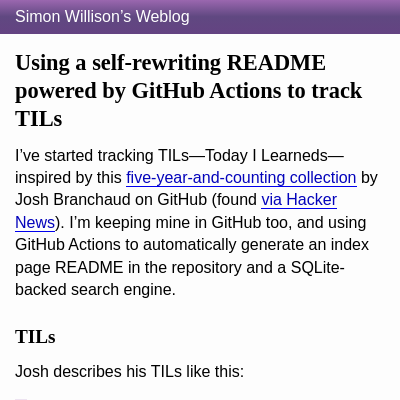 Simon Willison’s Weblog
Using a self-rewriting README
powered by GitHub Actions to track
TILs
I’ve started tracking TILs—Today I Learneds—
inspired by this five-year-and-counting collection by
Josh Branchaud on GitHub (found via Hacker
News). I’m keeping mine in GitHub too, and using
GitHub Actions to automatically generate an index
page README in the repository and a SQLite-
backed search engine.
TILs
Josh describes his TILs like this: